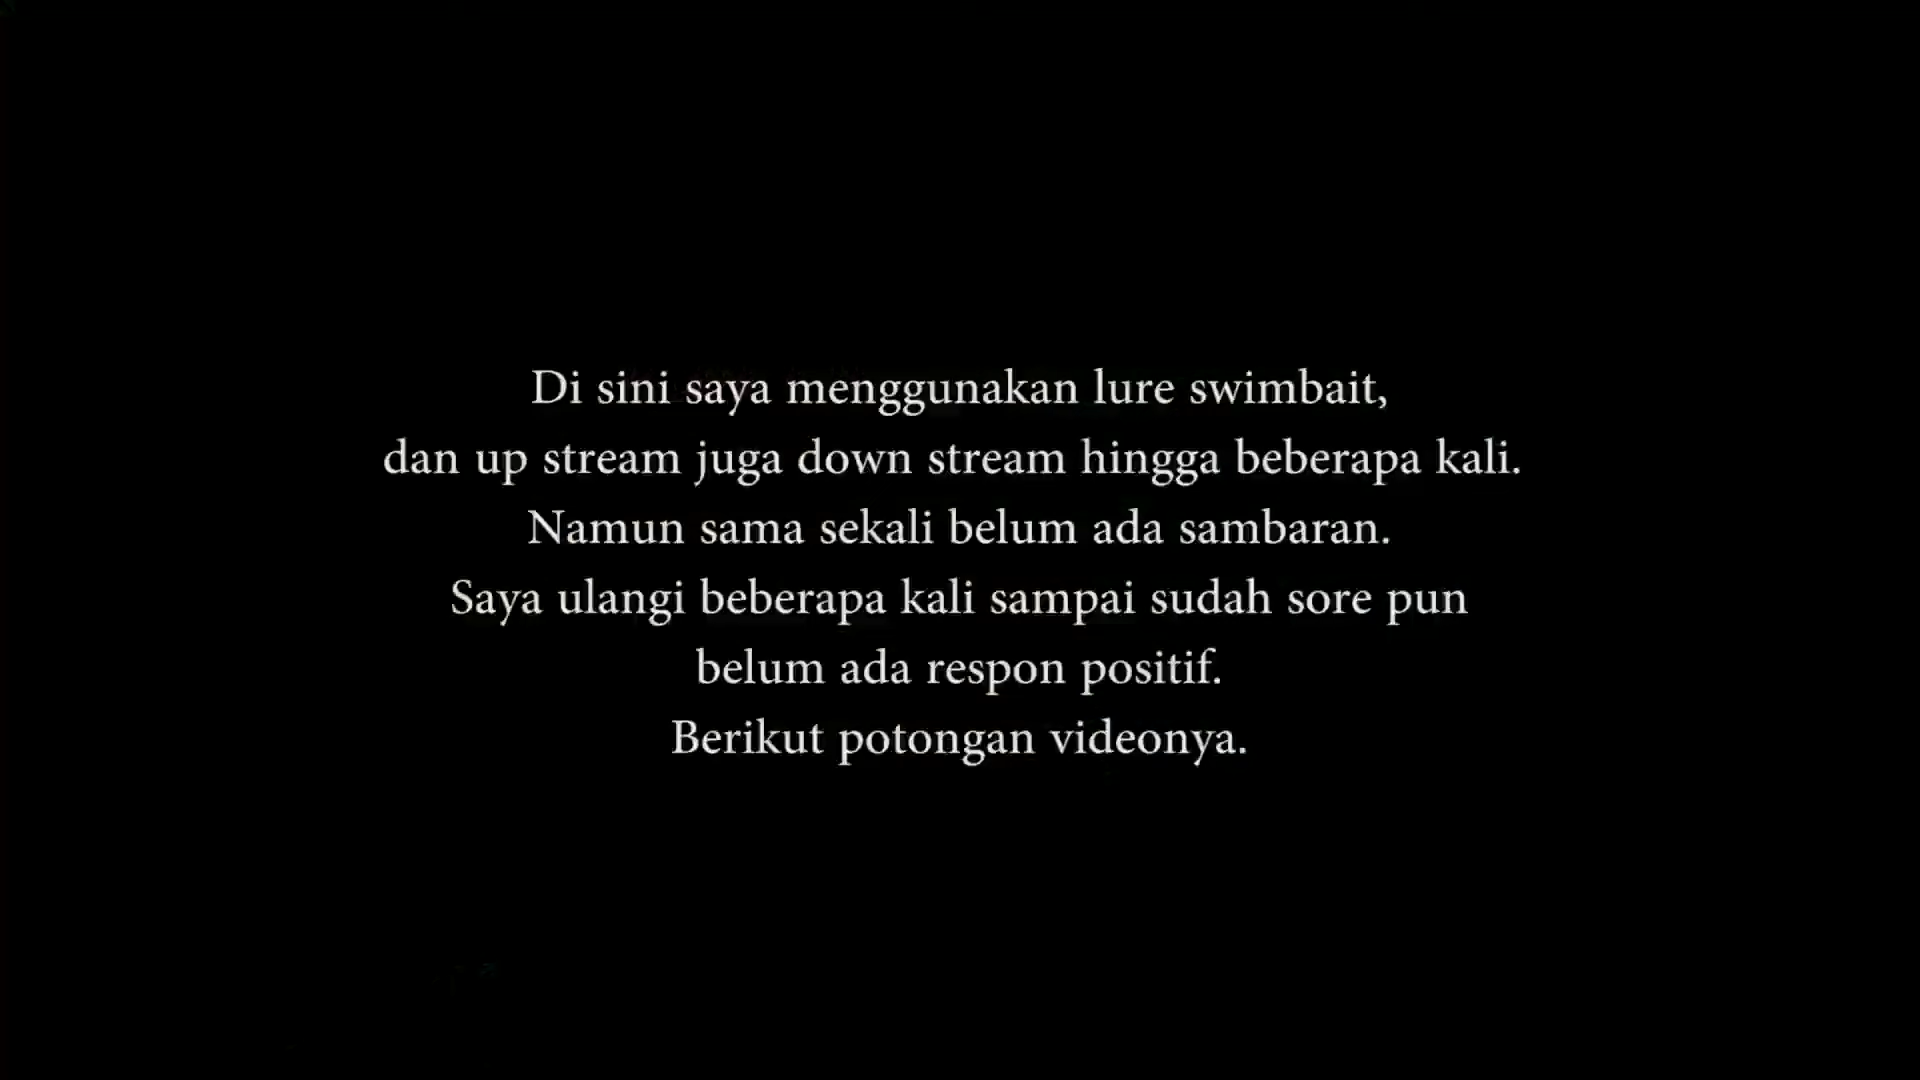 Di sini saya menggunakan lure swimbait,
dan up stream juga down stream hingga beberapa kali.
Namun sama sekali belum ada sambaran.
Saya ulangi beberapa kali sampai sudah sore pun
belum ada respon positif.
Berikut potongan videonya.